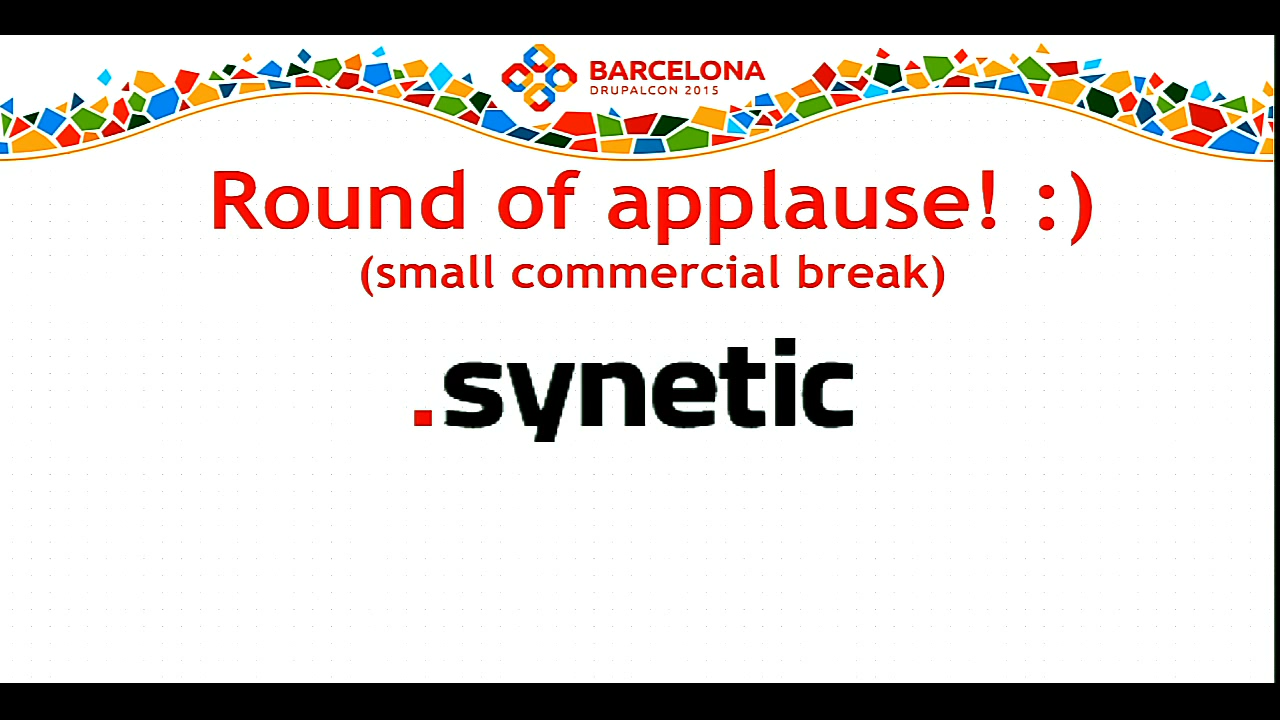 BARCELONA
DRUPALCON 2015
Round of applause! :)
(small commercial break)
.synetic